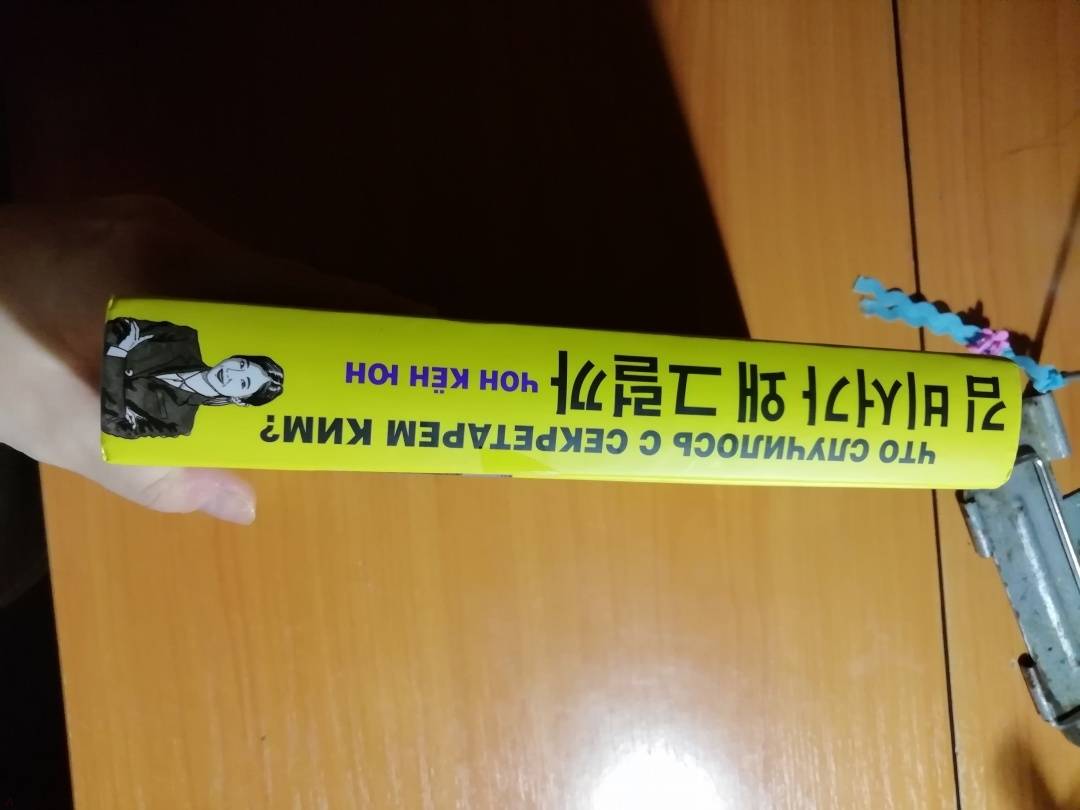 ЧТО СЛУЧИЛОСЬ С СЕКРЕТАРЕМ КИМ?
김 비서가 왜 그럴까
ЧОН КЁН ЮН